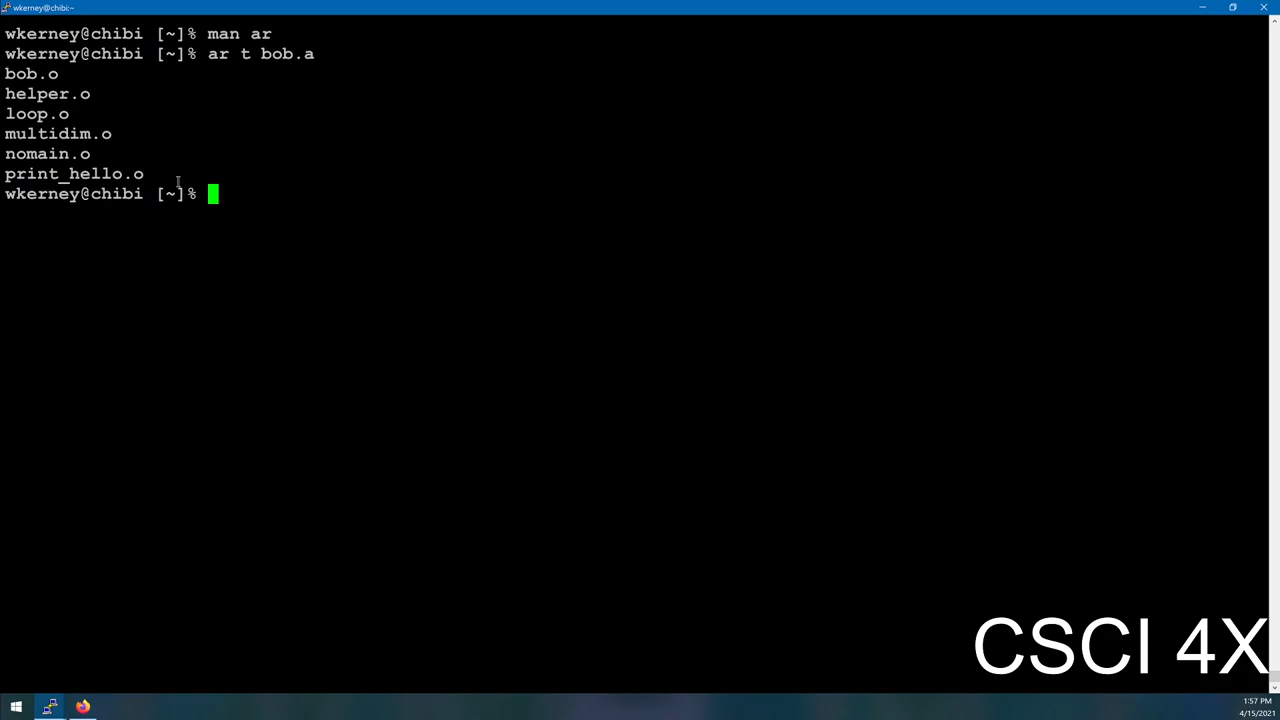 wkerney@chibi:~
wkerney@chibi [~]% man ar
wkerney@chibi [~]% ar t bob.a
bob.o
helper.o
loop.o
multidim.o
nomain.o
print_hello.o
wkerney@chibi [~]%
CSCI 4X
1:57 PM
4/15/2021